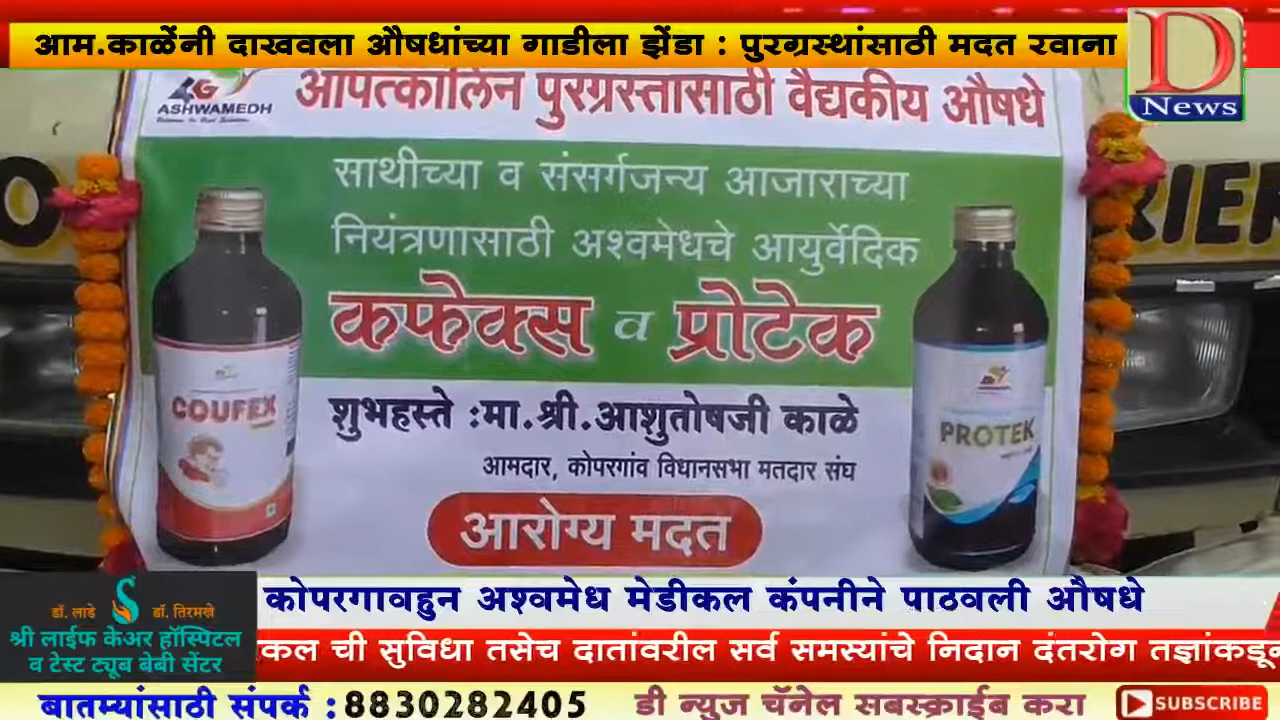 आम.काळेंनी दाखवला औषधांच्या गाडीला झेंडा : पुरग्रस्थांसाठी मदत रवाना
D
News
AG
ASHWAMEDH
आपत्कालिन पुरग्रस्तासाठी वैद्यकीय औषधे
साथीच्या व संसर्गजन्य आजाराच्या
नियंत्रणासाठी अश्वमेधचे आयुर्वेदिक
कफेक्स व प्रोटेक
COUFEX
PROTEK
शुभहस्ते :मा.श्री.आशुतोषजी काळे
आमदार, कोपरगांव विधानसभा मतदार संघ
आरोग्य मदत
O
RIER
कोपरगावहुन अश्वमेध मेडीकल कंपनीने पाठवली औषधे
डॉ. लाडे डॉ. तिरमखे
श्री लाईफ केअर हॉस्पिटल
व टेस्ट ट्यूब बेबी सेंटर
कल ची सुविधा तसेच दातांवरील सर्व समस्यांचे निदान दंतरोग तज्ञांकडून
बातम्यांसाठी संपर्क :8830282405 डी न्युज चॅनेल सबस्क्राईब करा SUBSCRIBE